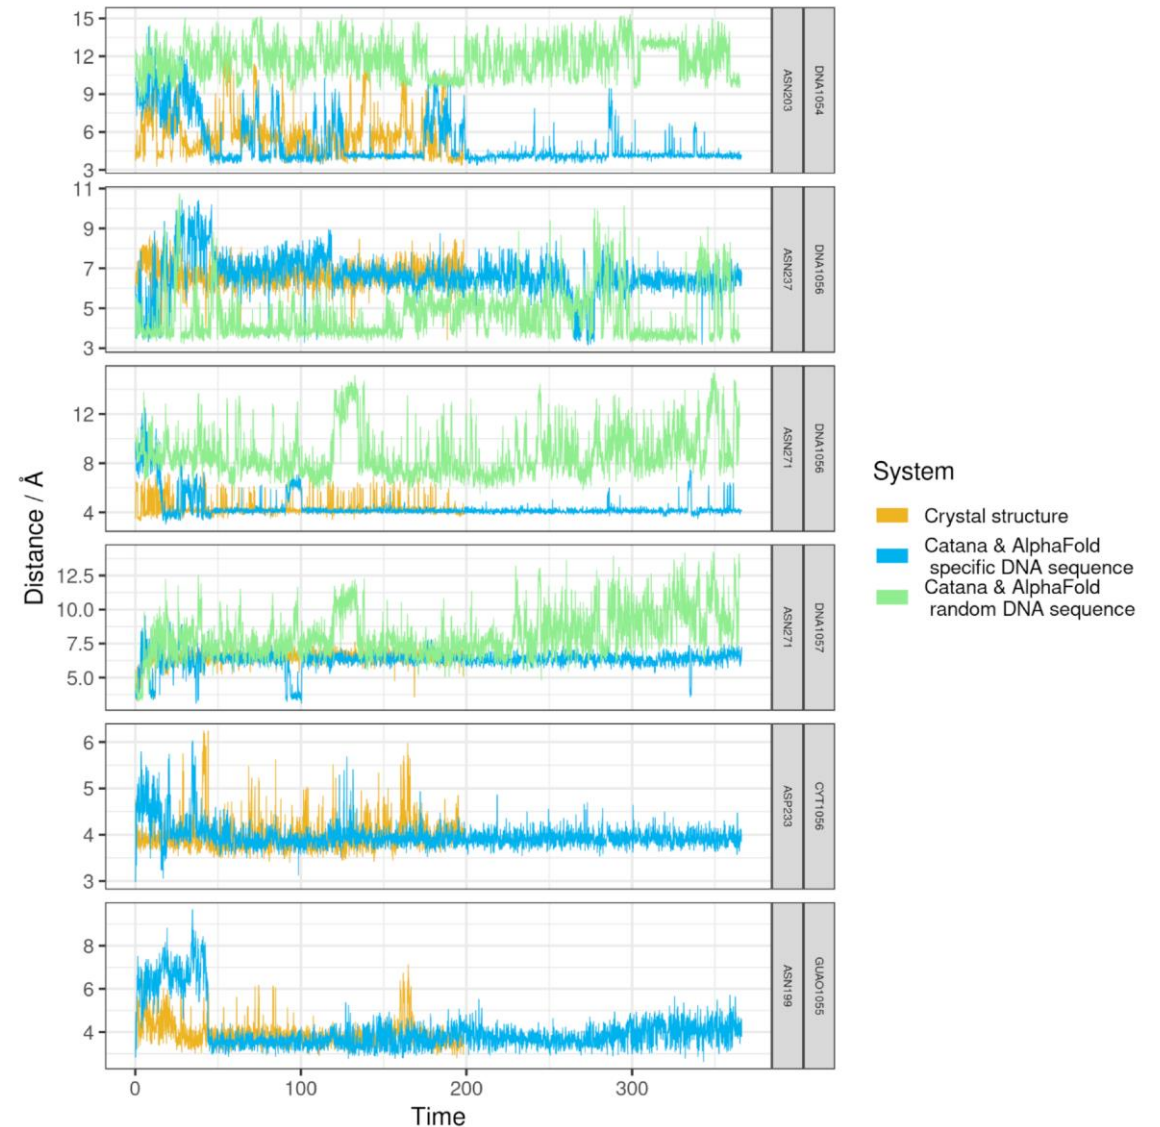 15
12
9
6
3
ASN203
DNA1054
11
9
7
5
3
ASN237
DNA1056
12
8
4
ASN271
DNA1056
12.5
10.0
7.5
5.0
ASN271
DNA1057
6
5
4
3
ASP233
CYT1056
8
6
4
ASN199
GUAO1055
0
100
200
300
Time
Distance / Å
System
Crystal structure
Catana & AlphaFold
specific DNA sequence
Catana & AlphaFold
random DNA sequence